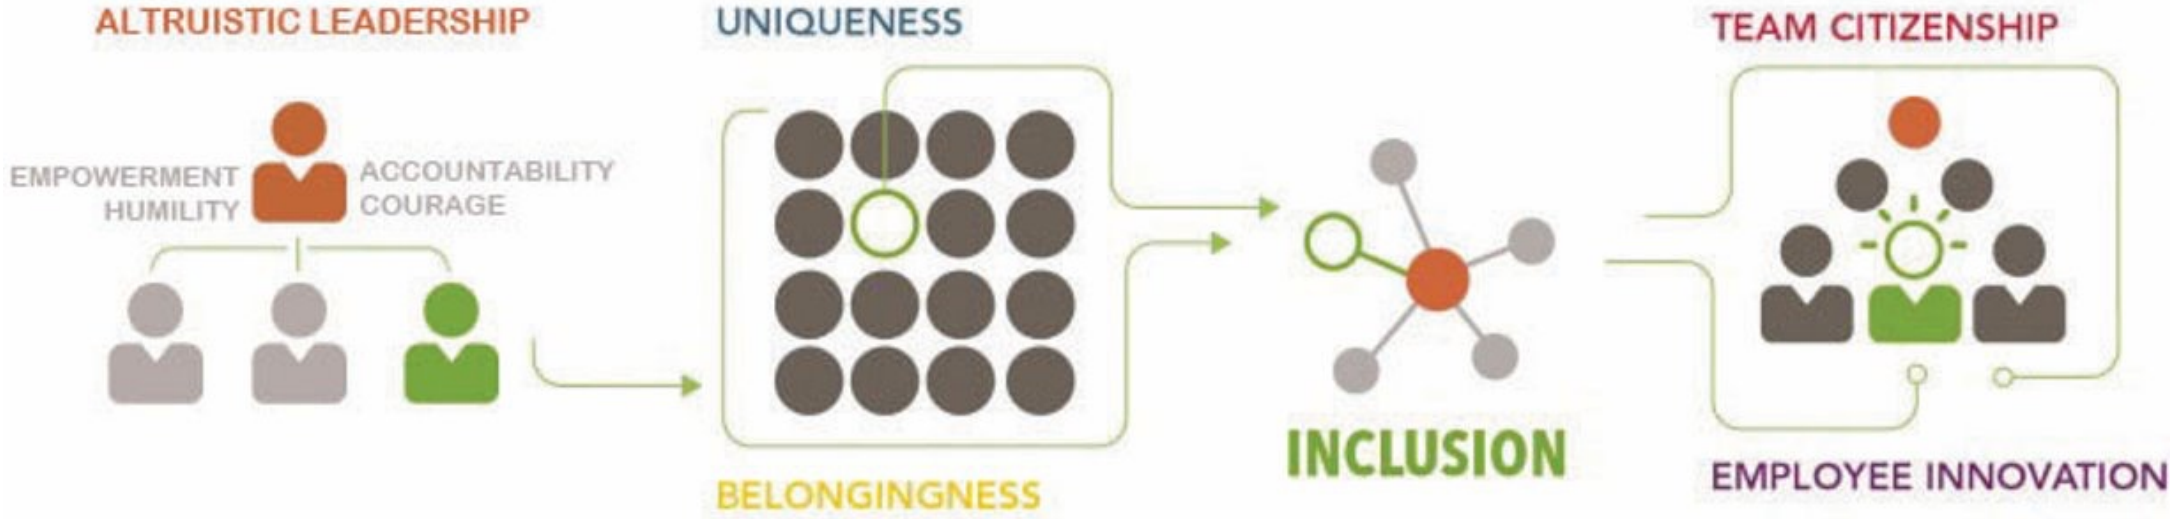 ALTRUISTIC LEADERSHIP
EMPOWERMENT
HUMILITY
ACCOUNTABILITY
COURAGE
UNIQUENESS
BELONGINGNESS
INCLUSION
TEAM CITIZENSHIP
EMPLOYEE INNOVATION